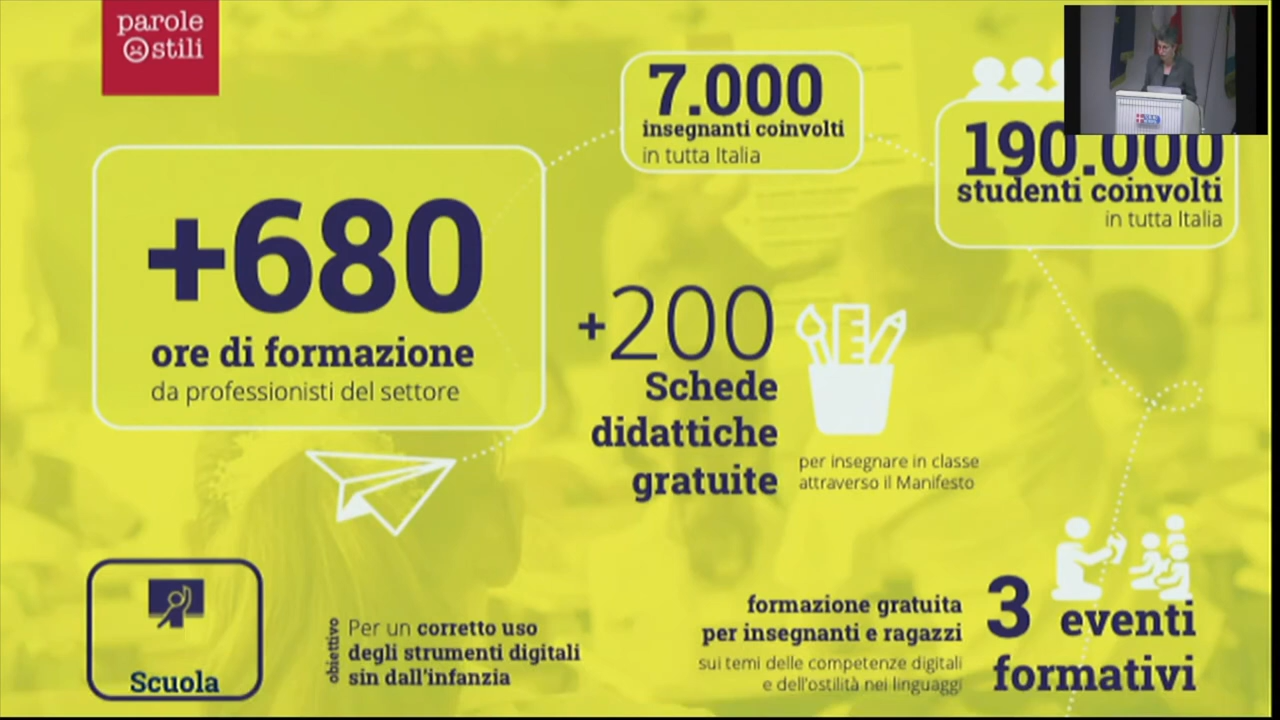 parole
ostili
+680
ore di formazione
da professionisti del settore
7.000
insegnanti coinvolti
in tutta Italia
190.000
studenti coinvolti
in tutta Italia
+200
Schede
didattiche
gratuite
per insegnare in classe
attraverso il Manifesto
Scuola
obiettivo
Per un corretto uso
degli strumenti digitali
sin dall'infanzia
formazione gratuita
per insegnanti e ragazzi
sui temi delle competenze digitali
e dell'ostilità nei linguaggi
3 eventi
formativi